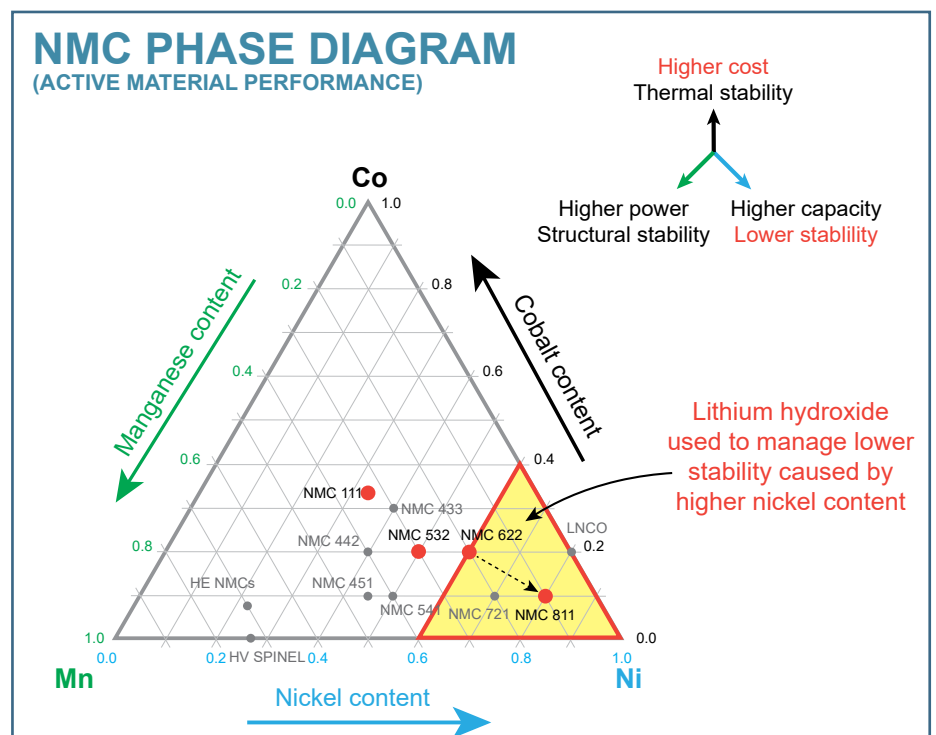 NMC PHASE DIAGRAM
(ACTIVE MATERIAL PERFORMANCE)
Higher cost
Thermal stability
Higher power
Structural stability
Higher capacity
Lower stablility
Co
0.0
1.0
0.2
0.8
0.4
0.6
0.6
0.4
0.8
0.2
1.0
0.0
Manganese content
Cobalt content
Lithium hydroxide
used to manage lower
stability caused by
higher nickel content
NMC 111
NMC 433
NMC 442
NMC 532
NMC 622
LNCO
HE NMCs
NMC 451
NMC 541
NMC 721
NMC 811
HV SPINEL
0.0
0.2
0.4
0.6
0.8
1.0
Mn
Ni
Nickel content